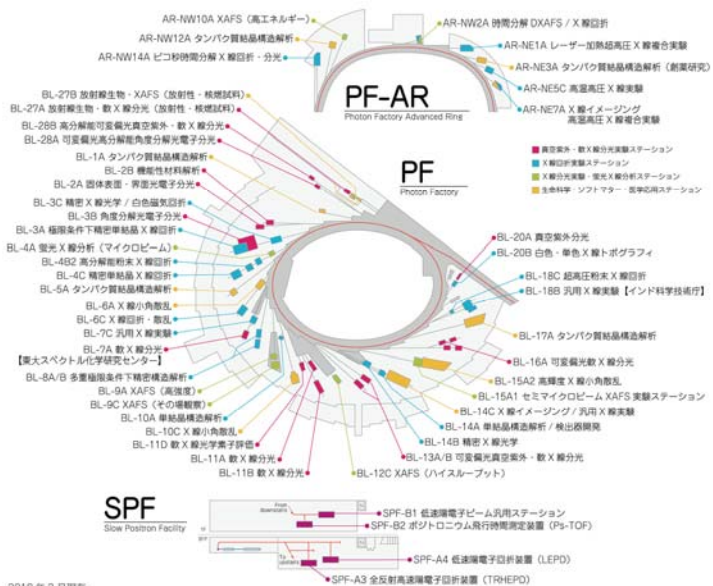 AR-NW10A XAFS（高エネルギー）
AR-NW12A タンパク質結晶構造解析
AR-NW14A ピコ秒時間分解 X 線回折・分光
AR-NW2A 時間分解 DXAFS / X 線回折
AR-NE1A レーザー加熱超高圧 X 線複合実験
AR-NE3A タンパク質結晶構造解析（創薬研究）
AR-NE5C 高温高圧 X 線実験
AR-NE7A X 線イメージング
高温高圧 X 線複合実験
PF-AR
Photon Factory Advanced Ring
PF
Photon Factory
真空紫外・軟 X 線分光実験ステーション
X 線回折実験ステーション
X 線分光実験・蛍光 X 線分析ステーション
生命科学・ソフトマター・医学応用ステーション
BL-27B 放射線生物・XAFS（放射性・核燃試料）
BL-27A 放射線生物・軟 X 線分光（放射性・核燃試料）
BL-28B 高分解能可変偏光真空紫外・軟 X 線分光
BL-28A 可変偏光高分解能角度分解光電子分光
BL-1A タンパク質結晶構造解析
BL-2B 機能性材料解析
BL-2A 固体表面・界面光電子分光
BL-3C 精密 X 線光学 / 白色磁気回折
BL-3B 角度分解光電子分光
BL-3A 極限条件下精密単結晶 X 線回折
BL-4A 蛍光 X 線分析（マイクロビーム）
BL-4B2 高分解能粉末 X 線回折
BL-4C 精密単結晶 X 線回折
BL-5A タンパク質結晶構造解析
BL-6A X 線小角散乱
BL-6C X 線回折・散乱
BL-7C 汎用 X 線実験
BL-7A 軟 X 線分光
【東大スペクトル化学研究センター】
BL-8A/B 多重極限条件下精密構造解析
BL-9A XAFS（高強度）
BL-9C XAFS（その場観察）
BL-10A 単結晶構造解析
BL-10C X 線小角散乱
BL-11D 軟 X 線光学素子評価
BL-11A 軟 X 線分光
BL-11B 軟 X 線分光
BL-20A 真空紫外分光
BL-20B 白色・単色 X 線トポグラフィ
BL-18C 超高圧粉末 X 線回折
BL-18B 汎用 X 線実験【インド科学技術庁】
BL-17A タンパク質結晶構造解析
BL-16A 可変偏光軟 X 線分光
BL-15A2 高輝度 X 線小角散乱
BL-15A1 セミマイクロビーム XAFS 実験ステーション
BL-14C X 線イメージング / 汎用 X 線実験
BL-14A 単結晶構造解析 / 検出器開発
BL-14B 精密 X 線光学
BL-13A/B 可変偏光真空紫外・軟 X 線分光
BL-12C XAFS（ハイスループット）
SPF
Slow Positron Facility
From downstairs
To upstairs
SPF-B1 低速陽電子ビーム汎用ステーション
SPF-B2 ポジトロニウム飛行時間測定装置（Ps-TOF）
SPF-A4 低速陽電子回折装置（LEPD）
SPF-A3 全反射高速陽電子回折装置（TRHEPD）